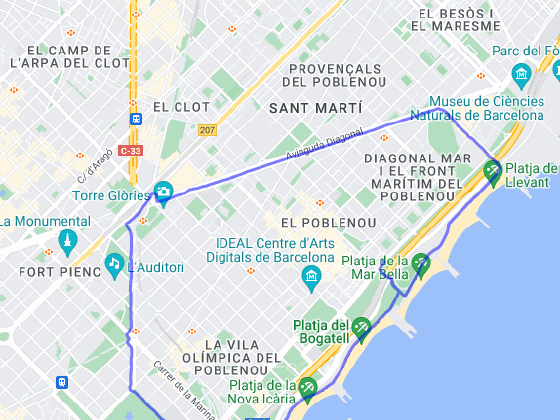 EL BESÒS I
EL MARESME
EL CAMP DE
L'ARPA DEL CLOT
Parc del Fò
PROVENÇALS
DEL POBLENOU
EL CLOT
SANT MARTÍ
Museu de Ciències
Naturals de Barcelona
207
C-33
Avinguda Diagonal
C/ d'Aragó
DIAGONAL MAR
I EL FRONT
MARÍTIM DEL
POBLENOU
Platja de
Llevant
Torre Glòries
La Monumental
EL POBLENOU
IDEAL Centre d'Arts
Digitals de Barcelona
Platja de la
Mar Bella
L'Auditori
FORT PIENC
Platja del
Bogatell
LA VILA
OLÍMPICA DEL
POBLENOU
Carrer de la Marina
Platja de la
Nova Icària